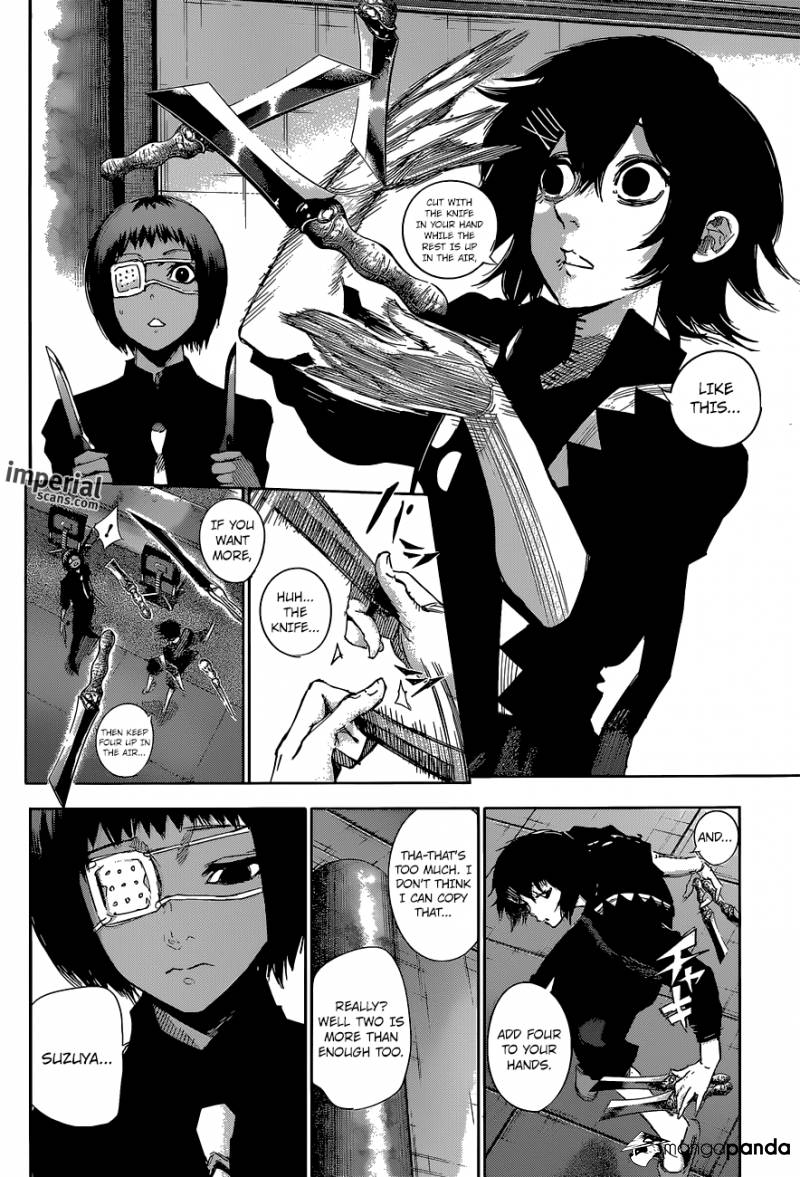 CUT WITH
THE KNIFE
IN YOUR HAND
WHILE THE
REST IS UP
IN THE AIR,
LIKE
THIS...
imperial
scans.com
IF YOU
WANT
MORE,
THEN KEEP
FOUR UP IN
THE AIR...
HUH...
THE
KNIFE...
AND...
ADD FOUR
TO YOUR
HANDS.
THA-THAT'S
TOO MUCH. I
DON'T THINK
I CAN COPY
THAT...
REALLY?
WELL TWO IS
MORE THAN
ENOUGH TOO.
SUZUYA...
mangapanda